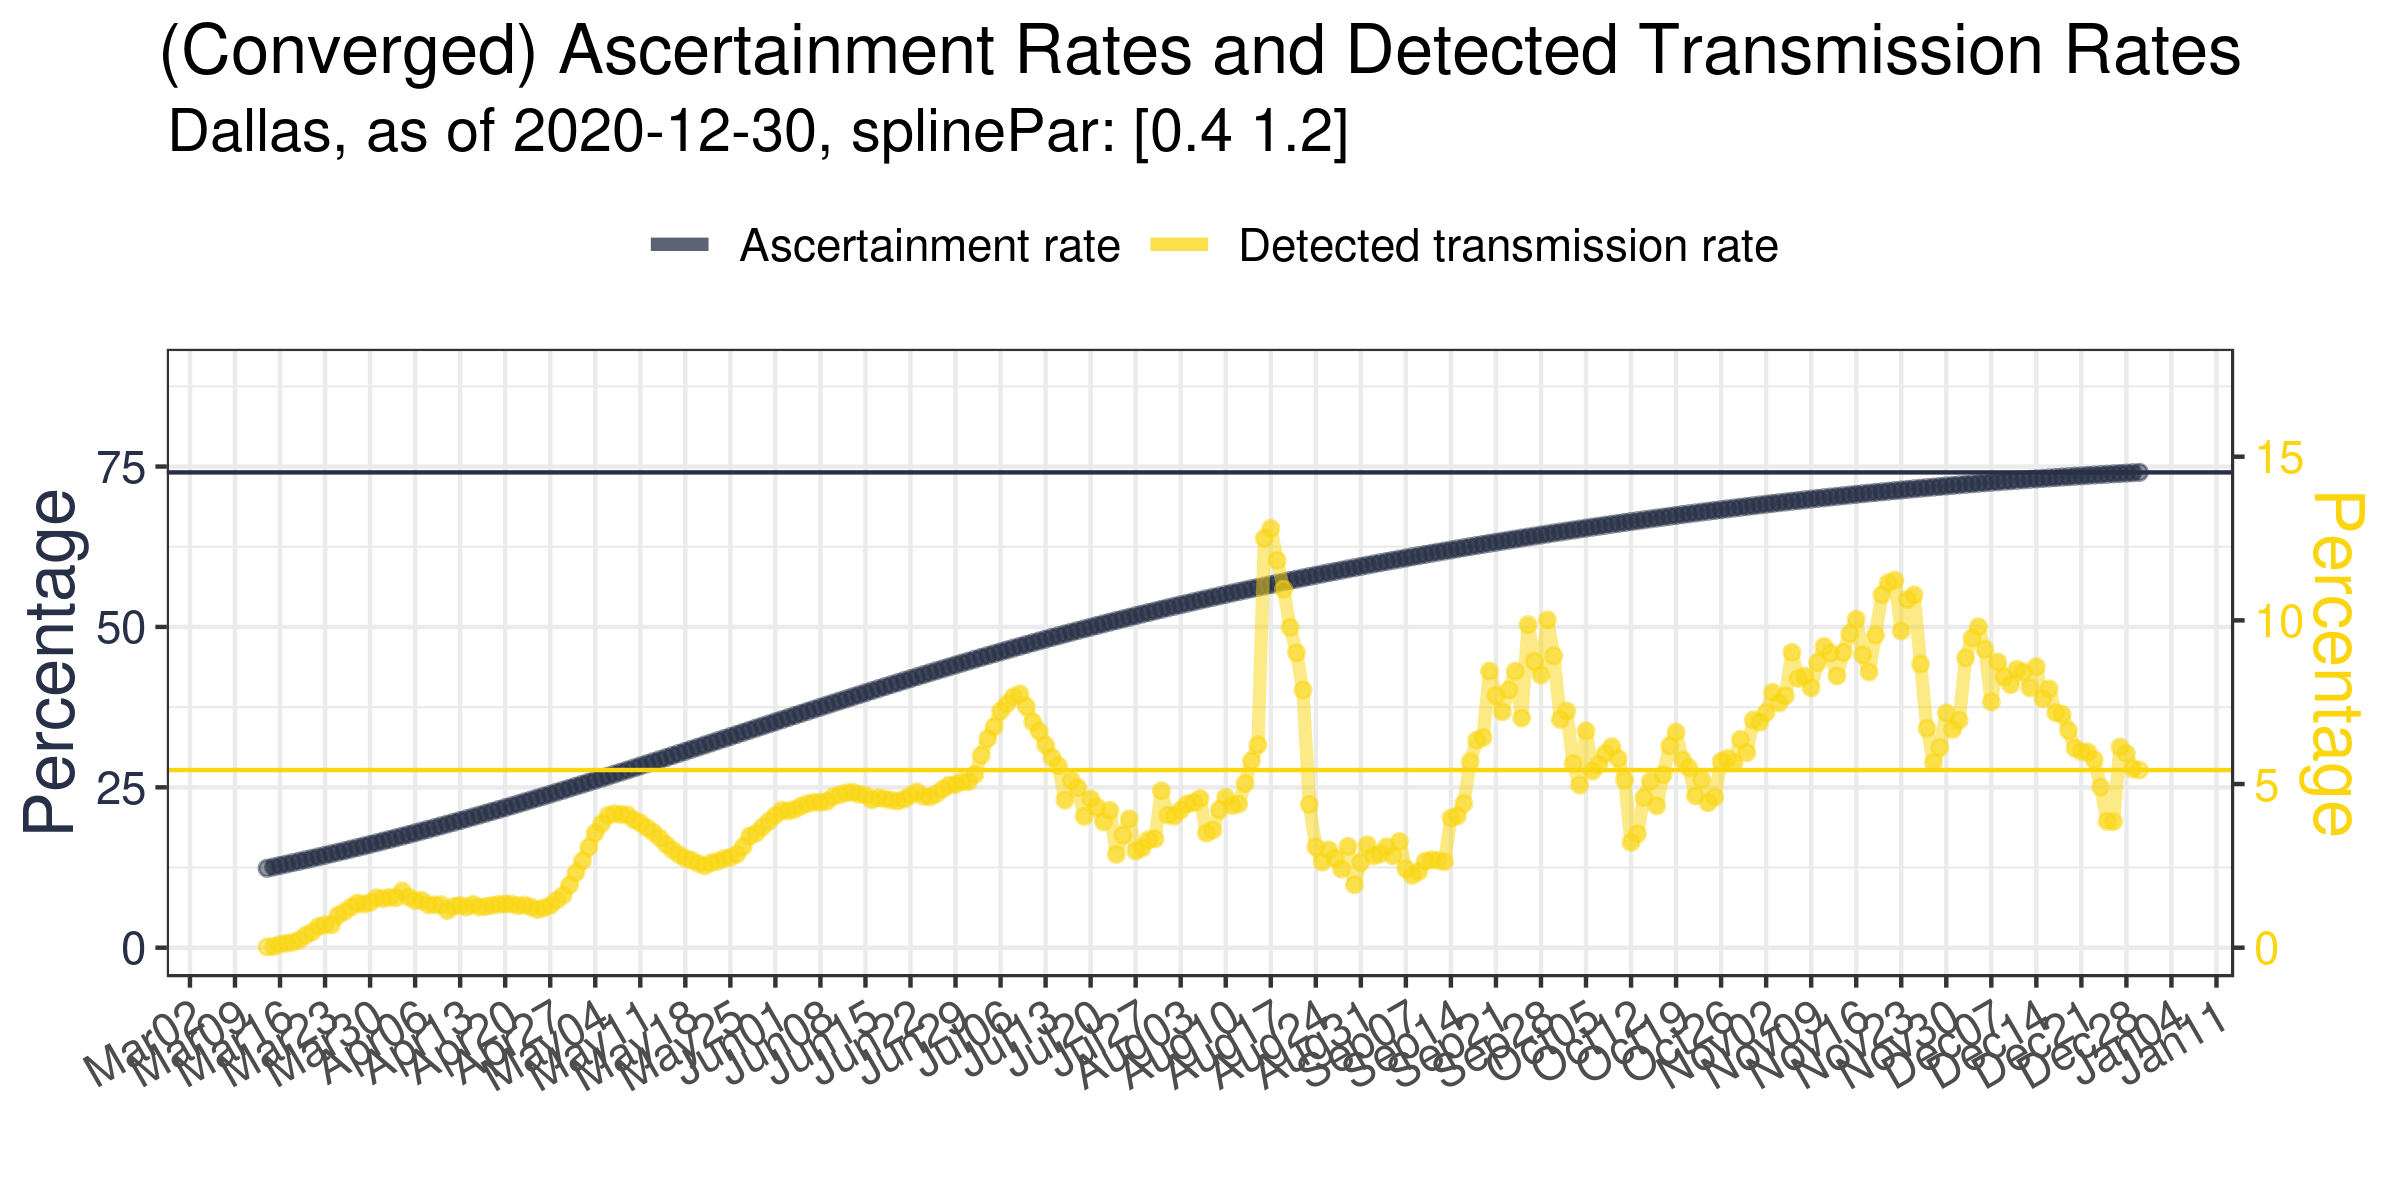 (Converged) Ascertainment Rates and Detected Transmission Rates
Dallas, as of 2020-12-30, splinePar: [0.4 1.2]
Ascertainment rate
Detected transmission rate
Percentage
75
50
25
0
15
10
5
0
Percentage
Mar02
Mar09
Mar16
Mar23
Mar30
Apr06
Apr13
Apr20
Apr27
May04
May11
May18
May25
Jun01
Jun08
Jun15
Jun22
Jun29
Jul06
Jul13
Jul20
Jul27
Aug03
Aug10
Aug17
Aug24
Aug31
Sep07
Sep14
Sep21
Sep28
Oct05
Oct12
Oct19
Oct26
Nov02
Nov09
Nov16
Nov23
Nov30
Dec07
Dec14
Dec21
Dec28
Jan04
Jan11